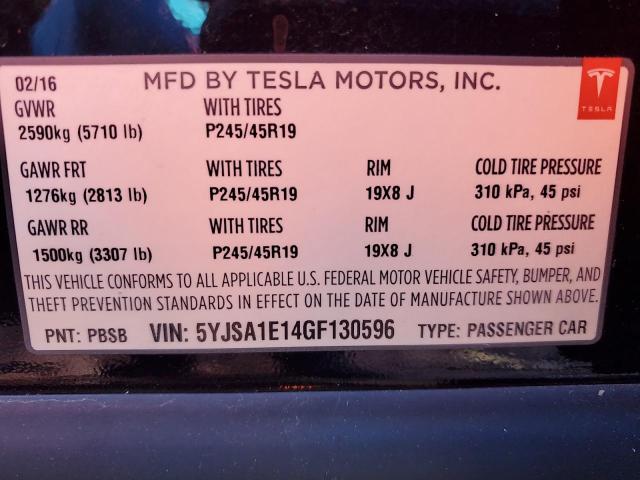 02/16 MFD BY TESLA MOTORS, INC.
TESLA
GVWR WITH TIRES
2590kg (5710 lb) P245/45R19
GAWR FRT WITH TIRES RIM COLD TIRE PRESSURE
1276kg (2813 lb) P245/45R19 19X8 J 310 kPa, 45 psi
GAWR RR WITH TIRES RIM COLD TIRE PRESSURE
1500kg (3307 lb) P245/45R19 19X8 J 310 kPa, 45 psi
THIS VEHICLE CONFORMS TO ALL APPLICABLE U.S. FEDERAL MOTOR VEHICLE SAFETY, BUMPER, AND
THEFT PREVENTION STANDARDS IN EFFECT ON THE DATE OF MANUFACTURE SHOWN ABOVE.
PNT: PBSB VIN: 5YJSA1E14GF130596 TYPE: PASSENGER CAR